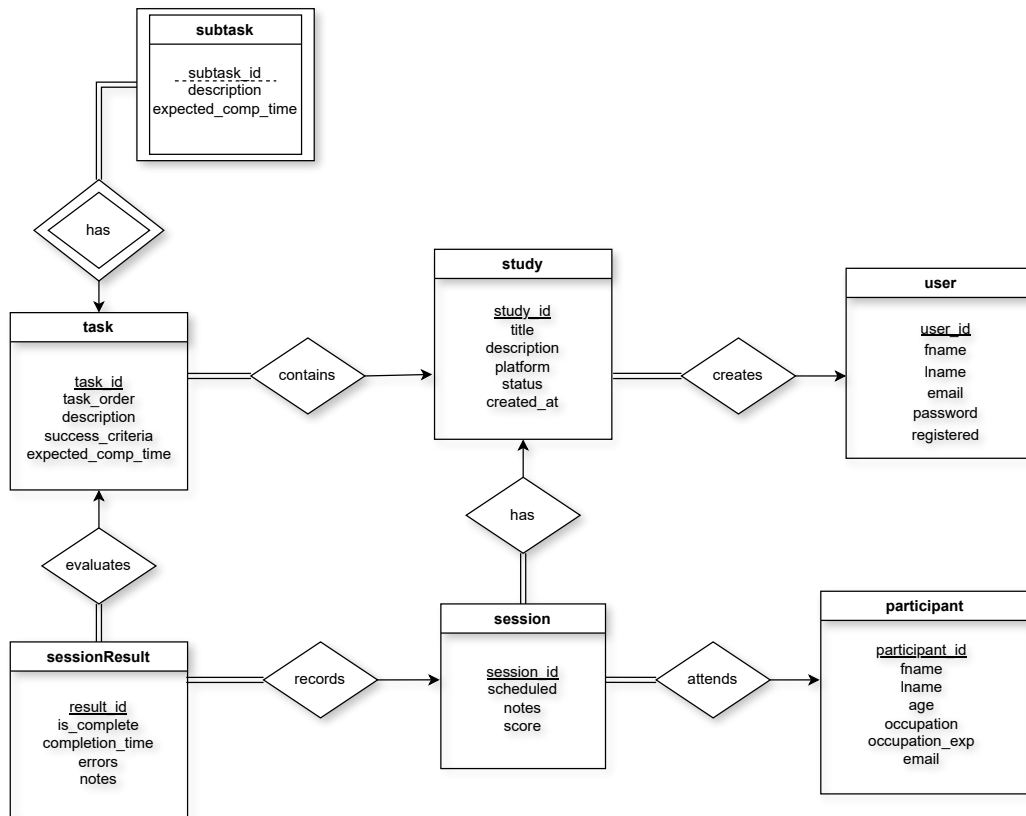 subtask
subtask_id
description
expected_comp_time
has
study
study_id
title
description
platform
status
created_at
user
user_id
fname
lname
email
password
registered
task
task_id
task_order
description
success_criteria
expected_comp_time
contains
creates
has
evaluates
sessionResult
result_id
is_complete
completion_time
errors
notes
records
session
session_id
scheduled
notes
score
attends
participant
participant_id
fname
lname
age
occupation
occupation_exp
email